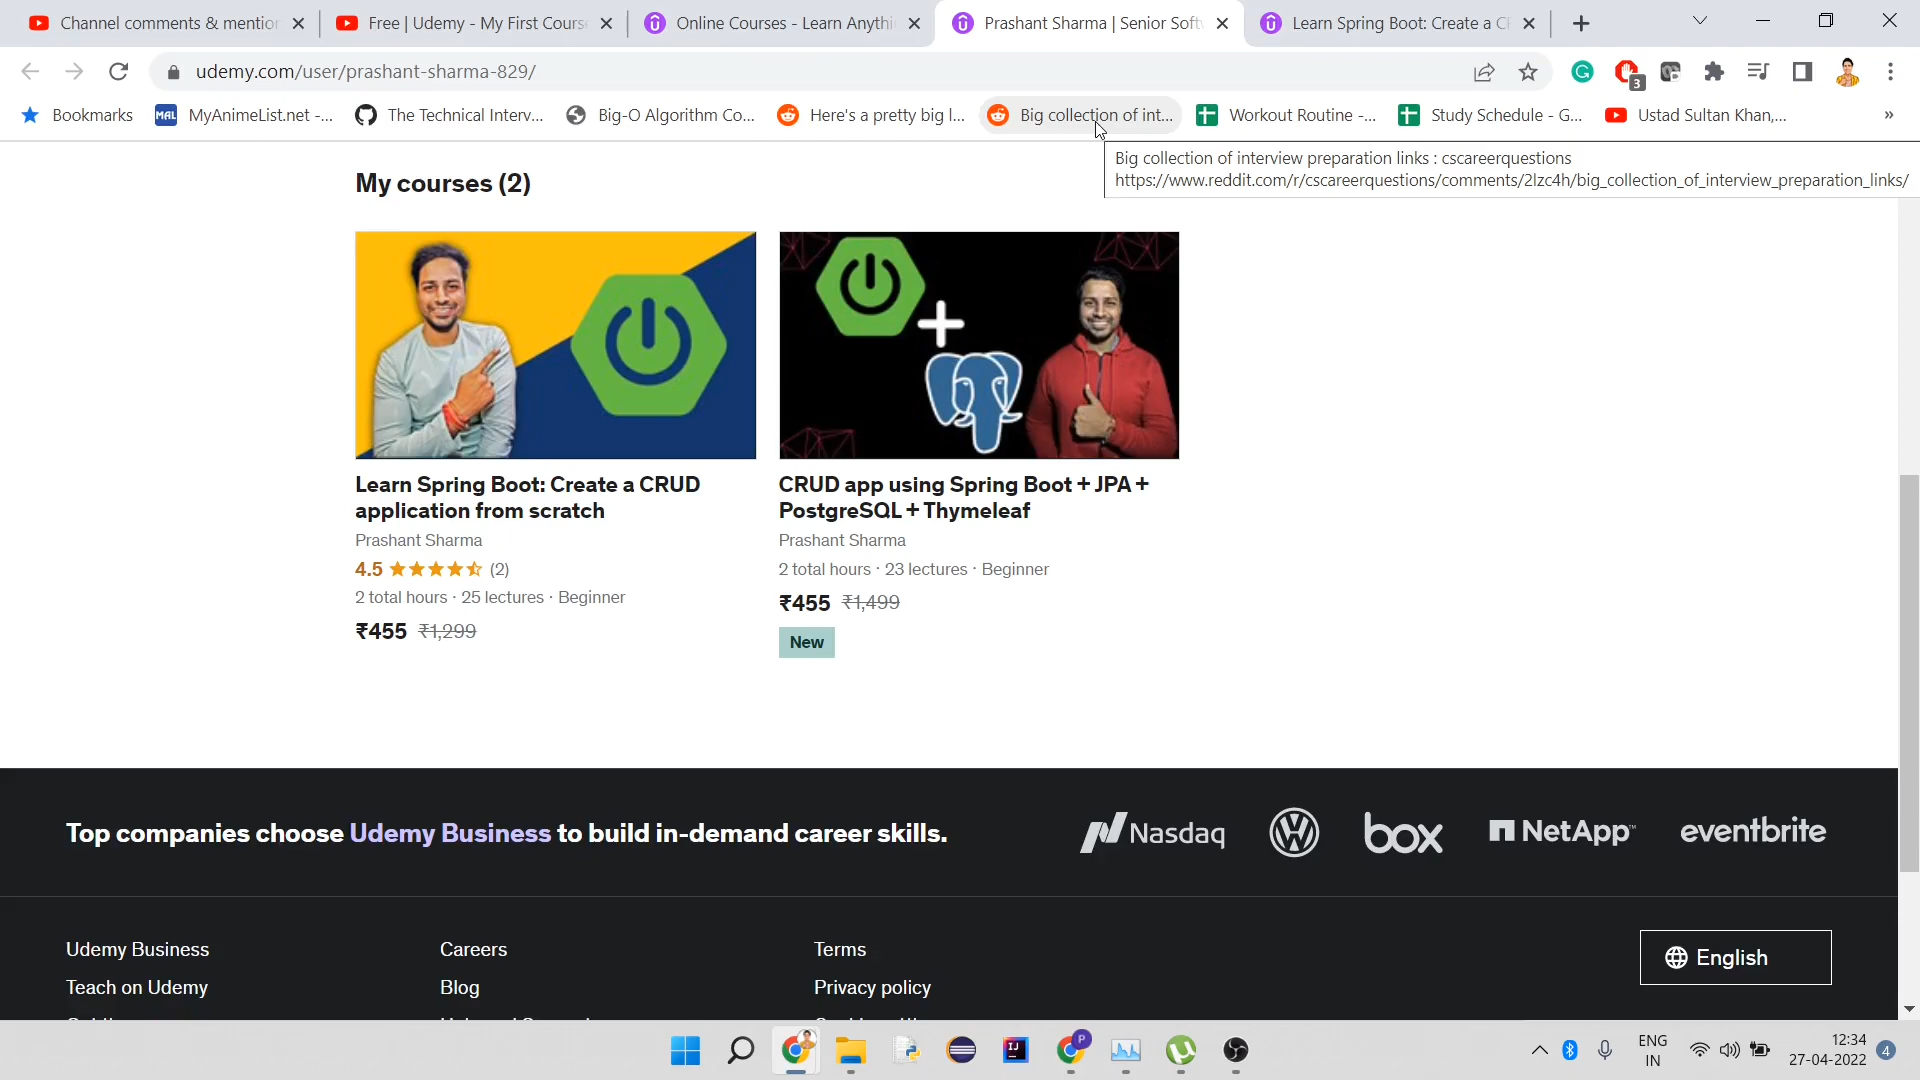 Channel comments & mention
Free | Udemy - My First Course
Online Courses - Learn Anythi
Prashant Sharma | Senior Soft
Learn Spring Boot: Create a C
udemy.com/user/prashant-sharma-829/
3
Bookmarks
MAL
MyAnimeList.net -...
The Technical Interv...
Big-O Algorithm Co...
Here's a pretty big l...
Big collection of int...
Workout Routine -...
Study Schedule - G...
Ustad Sultan Khan,...
»
Big collection of interview preparation links : cscareerquestions
https://www.reddit.com/r/cscareerquestions/comments/2lzc4h/big_collection_of_interview_preparation_links/
My courses (2)
Learn Spring Boot: Create a CRUD
application from scratch
Prashant Sharma
4.5 (2)
2 total hours · 25 lectures · Beginner
₹455 ₹1,299
CRUD app using Spring Boot + JPA +
PostgreSQL + Thymeleaf
Prashant Sharma
2 total hours · 23 lectures · Beginner
₹455 ₹1,499
New
Top companies choose Udemy Business to build in-demand career skills.
Nasdaq
box
NetApp™
eventbrite
Udemy Business
Careers
Terms
English
Teach on Udemy
Blog
Privacy policy
IJ
P
ENG
IN
12:34
27-04-2022
4